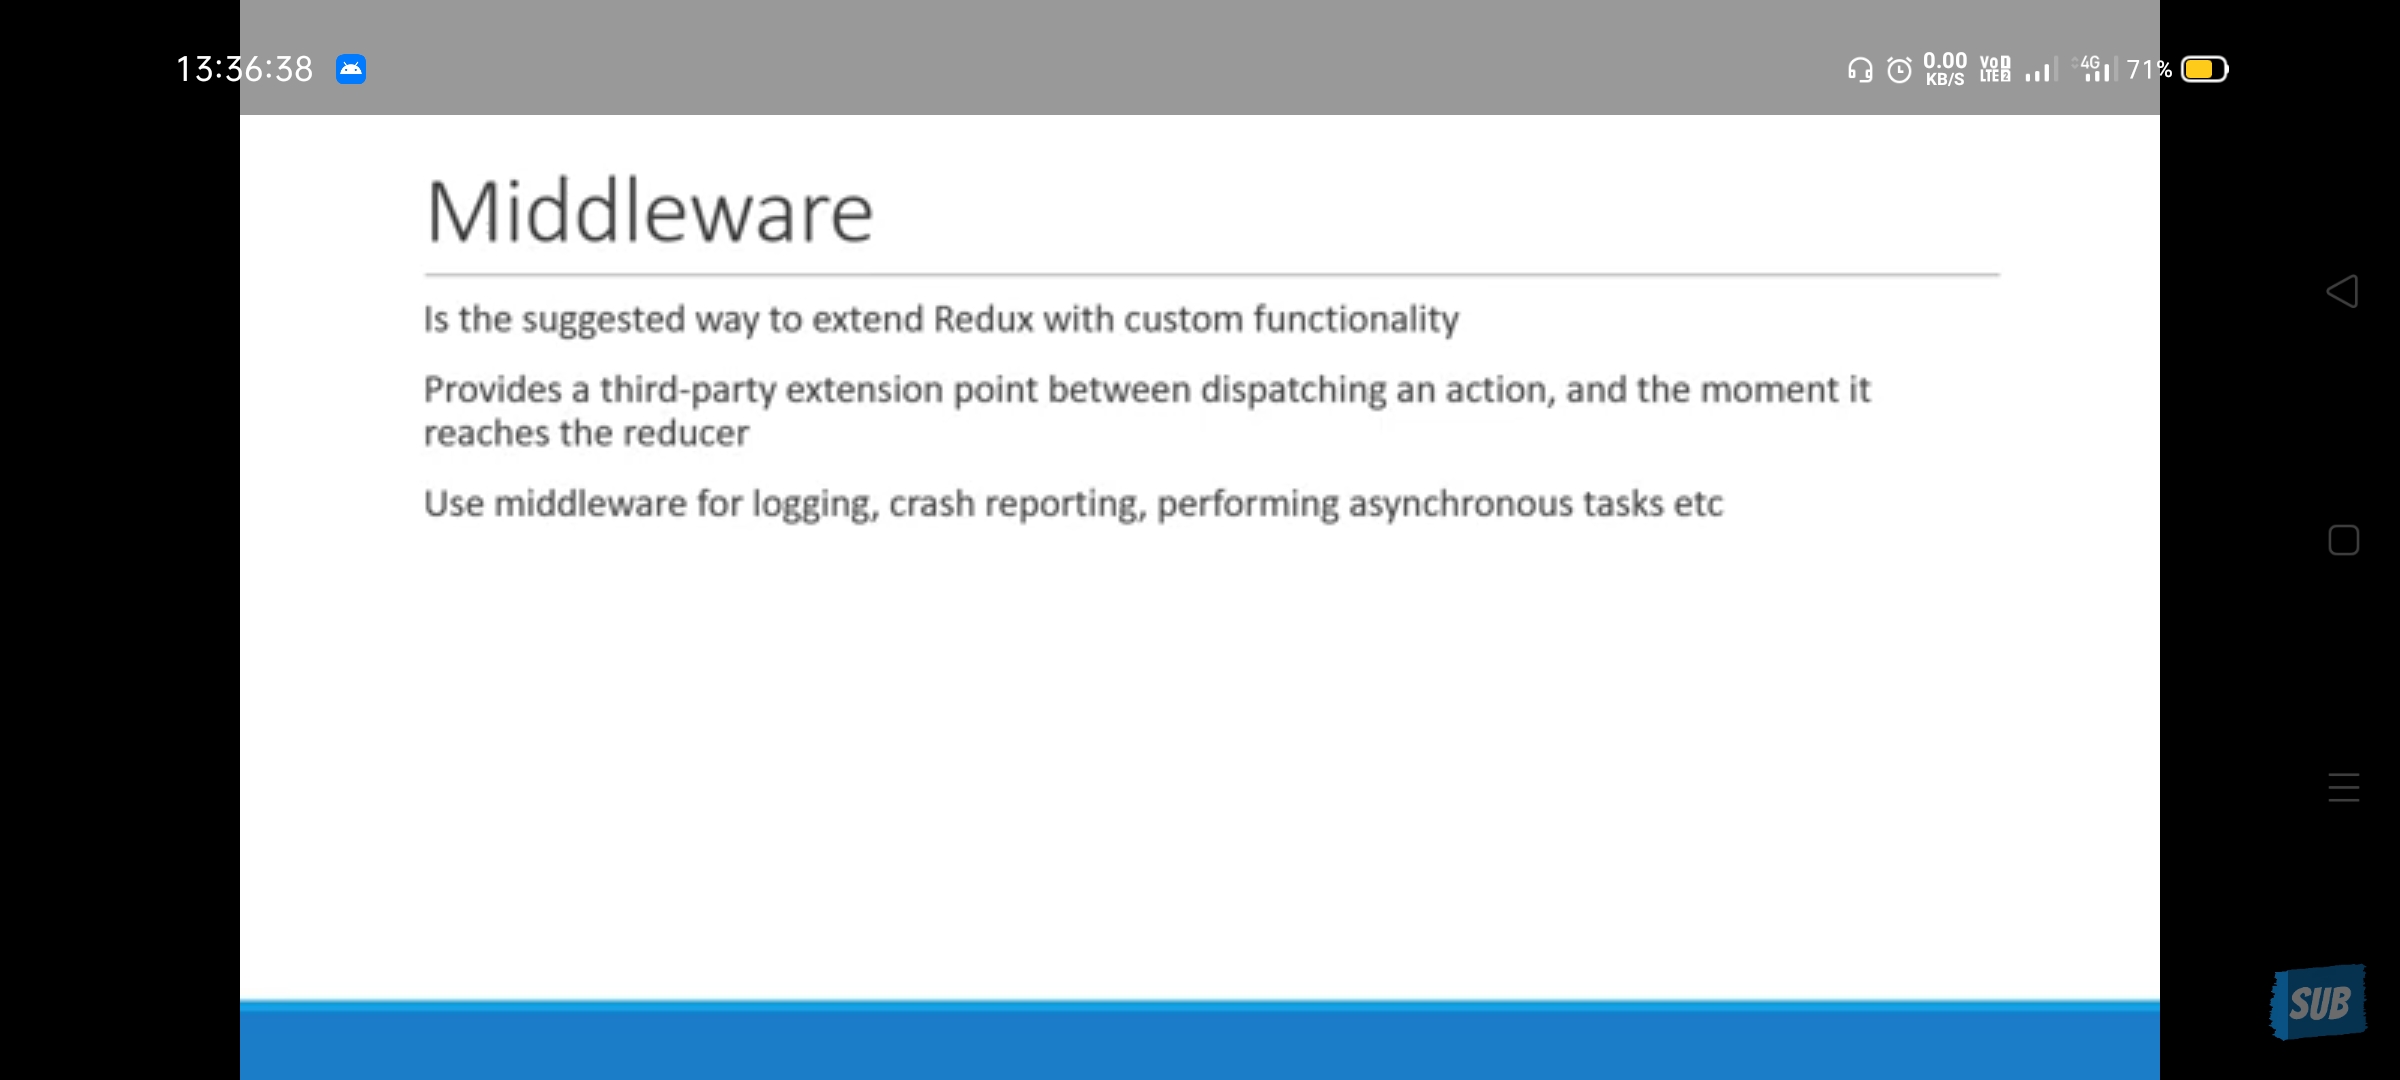 13:36:38 0.00 KB/S VoD LTE2 4G 71%
Middleware
Is the suggested way to extend Redux with custom functionality
Provides a third-party extension point between dispatching an action, and the moment it
reaches the reducer
Use middleware for logging, crash reporting, performing asynchronous tasks etc
SUB